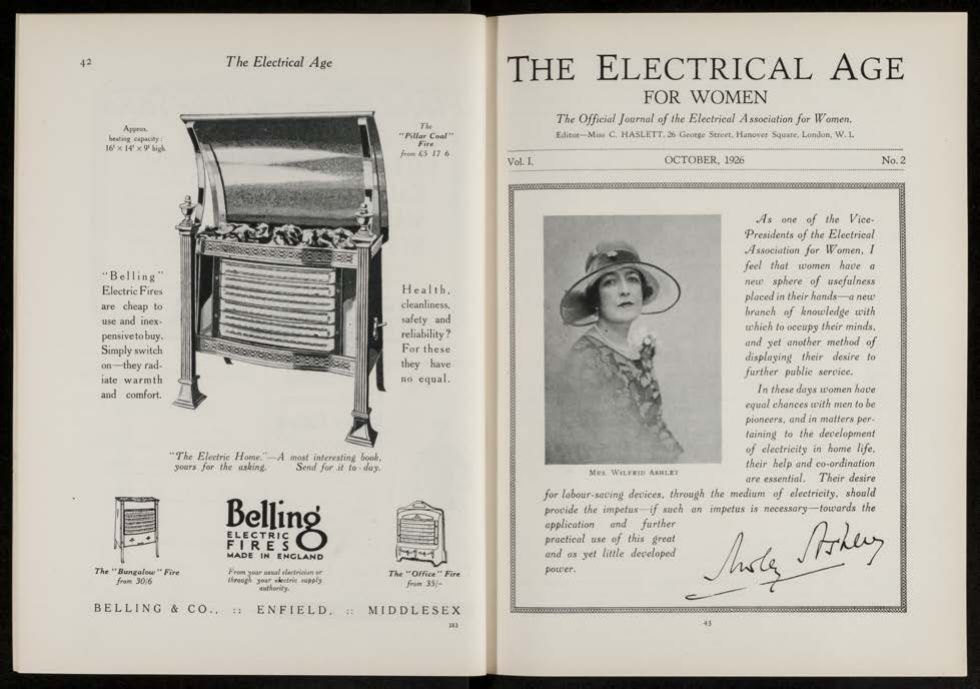 42
The Electrical Age
Approx.
heating capacity:
16' × 14' × 9' high.
The
"Pillar Coal"
Fire
from £5 17 6
"Belling"
Electric Fires
are cheap to
use and inex-
pensive to buy.
Simply switch
on—they rad-
iate warmth
and comfort.
Health,
cleanliness,
safety and
reliability?
For these
they have
no equal.
"The Electric Home."—A most interesting book,
yours for the asking. Send for it to-day.
The "Bungalow" Fire
from 30/6
Belling
ELECTRIC
FIRES
MADE IN ENGLAND
From your usual electrician or
through your electric supply
authority.
The "Office" Fire
from 35/-
BELLING & CO., :: ENFIELD, :: MIDDLESEX
THE ELECTRICAL AGE
FOR WOMEN
The Official Journal of the Electrical Association for Women.
Editor—Miss C. HASLETT, 26 George Street, Hanover Square, London, W.1.
Vol. I. OCTOBER, 1926 No. 2
As one of the Vice-
Presidents of the Electrical
Association for Women, I
feel that women have a
new sphere of usefulness
placed in their hands—a new
branch of knowledge with
which to occupy their minds,
and yet another method of
displaying their desire to
further public service.
In these days women have
equal chances with men to be
pioneers, and in matters per-
taining to the development
of electricity in home life,
their help and co-ordination
are essential. Their desire
MRS. WILFRID ASHLEY
for labour-saving devices, through the medium of electricity, should
provide the impetus—if such an impetus is necessary—towards the
application and further
practical use of this great
and as yet little developed
power.
Ashley
43